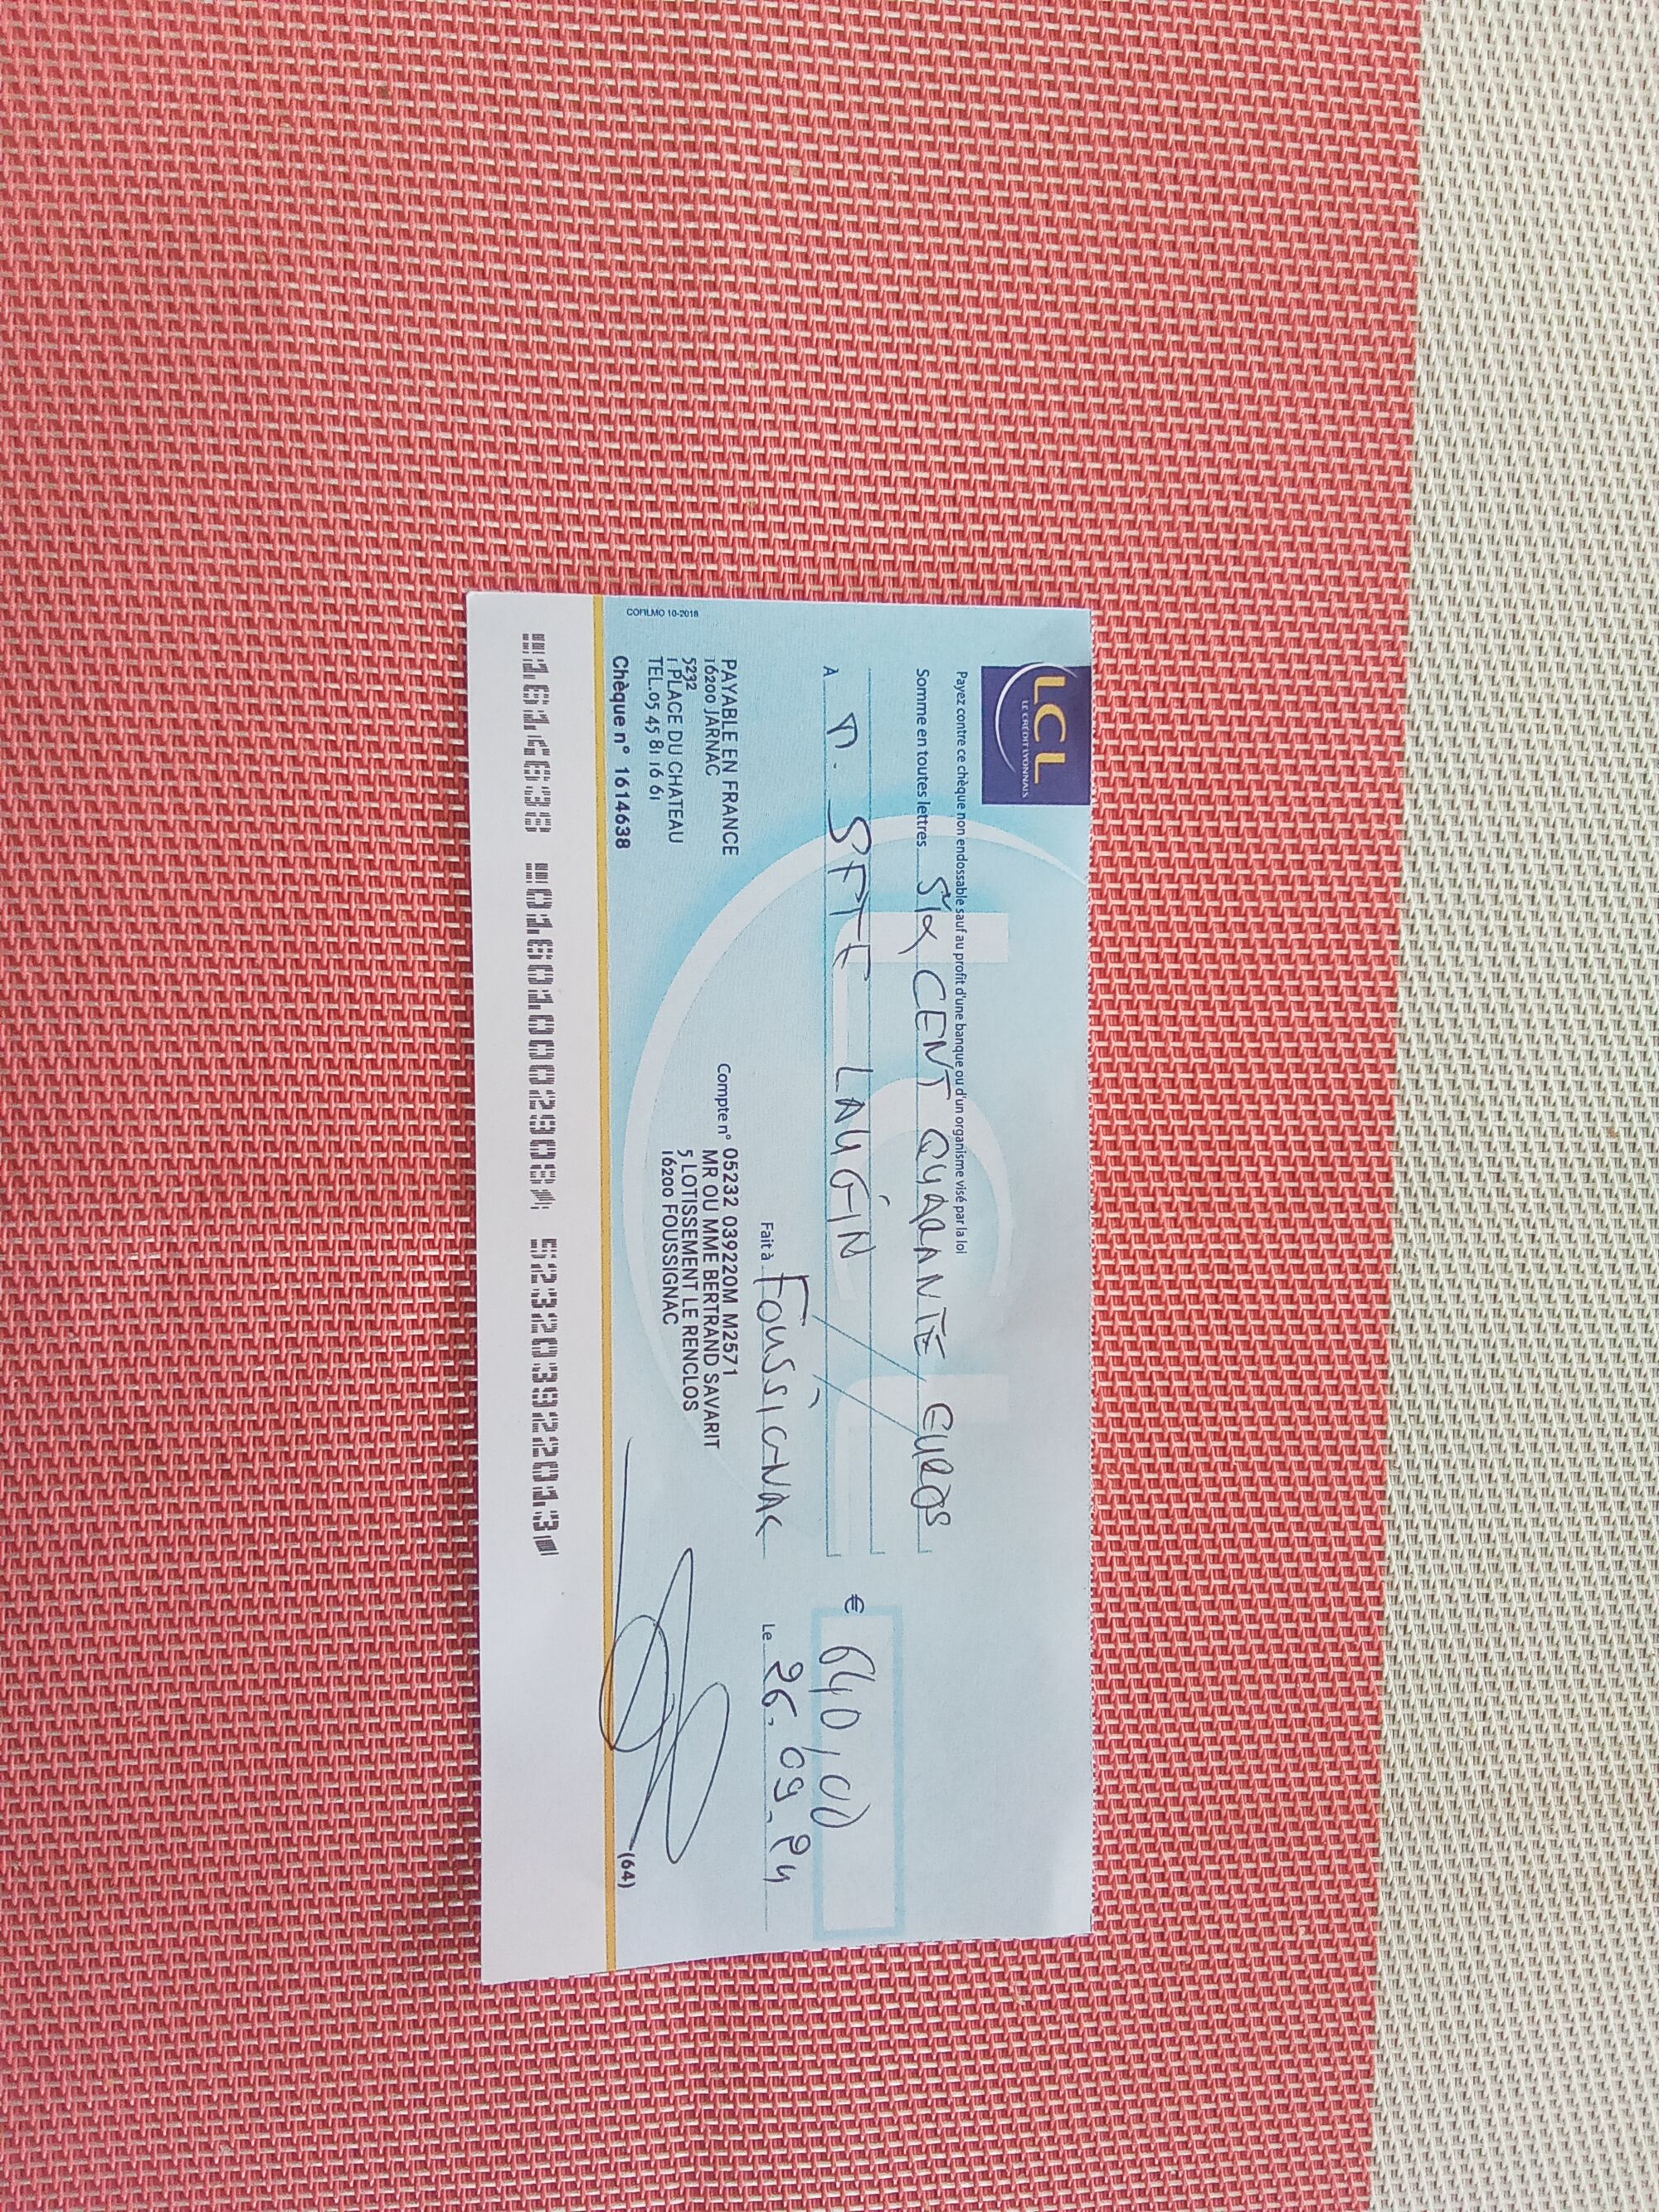 LCL
LE CRÉDIT LYONNAIS
Payez contre ce chèque non endossable sauf au profit d'une banque ou d'un organisme visé par la loi
Somme en toutes lettres SIX CENT QUARANTE EUROS
€ 640,00
A LAUGIN
Fait à FOUSSIGNAC
Le 26.09.24
PAYABLE EN FRANCE
16200 JARNAC
5232
1 PLACE DU CHATEAU
TEL.05 45 81 16 61
Compte n° 05232 039220M M2571
MR OU MME BERTRAND SAVARIT
5 LOTISSEMENT LE RENCLOS
16200 FOUSSIGNAC
Chèque n° 1614638
(64)
COFILMO 10-2018
1614638 016010002908 523203922013